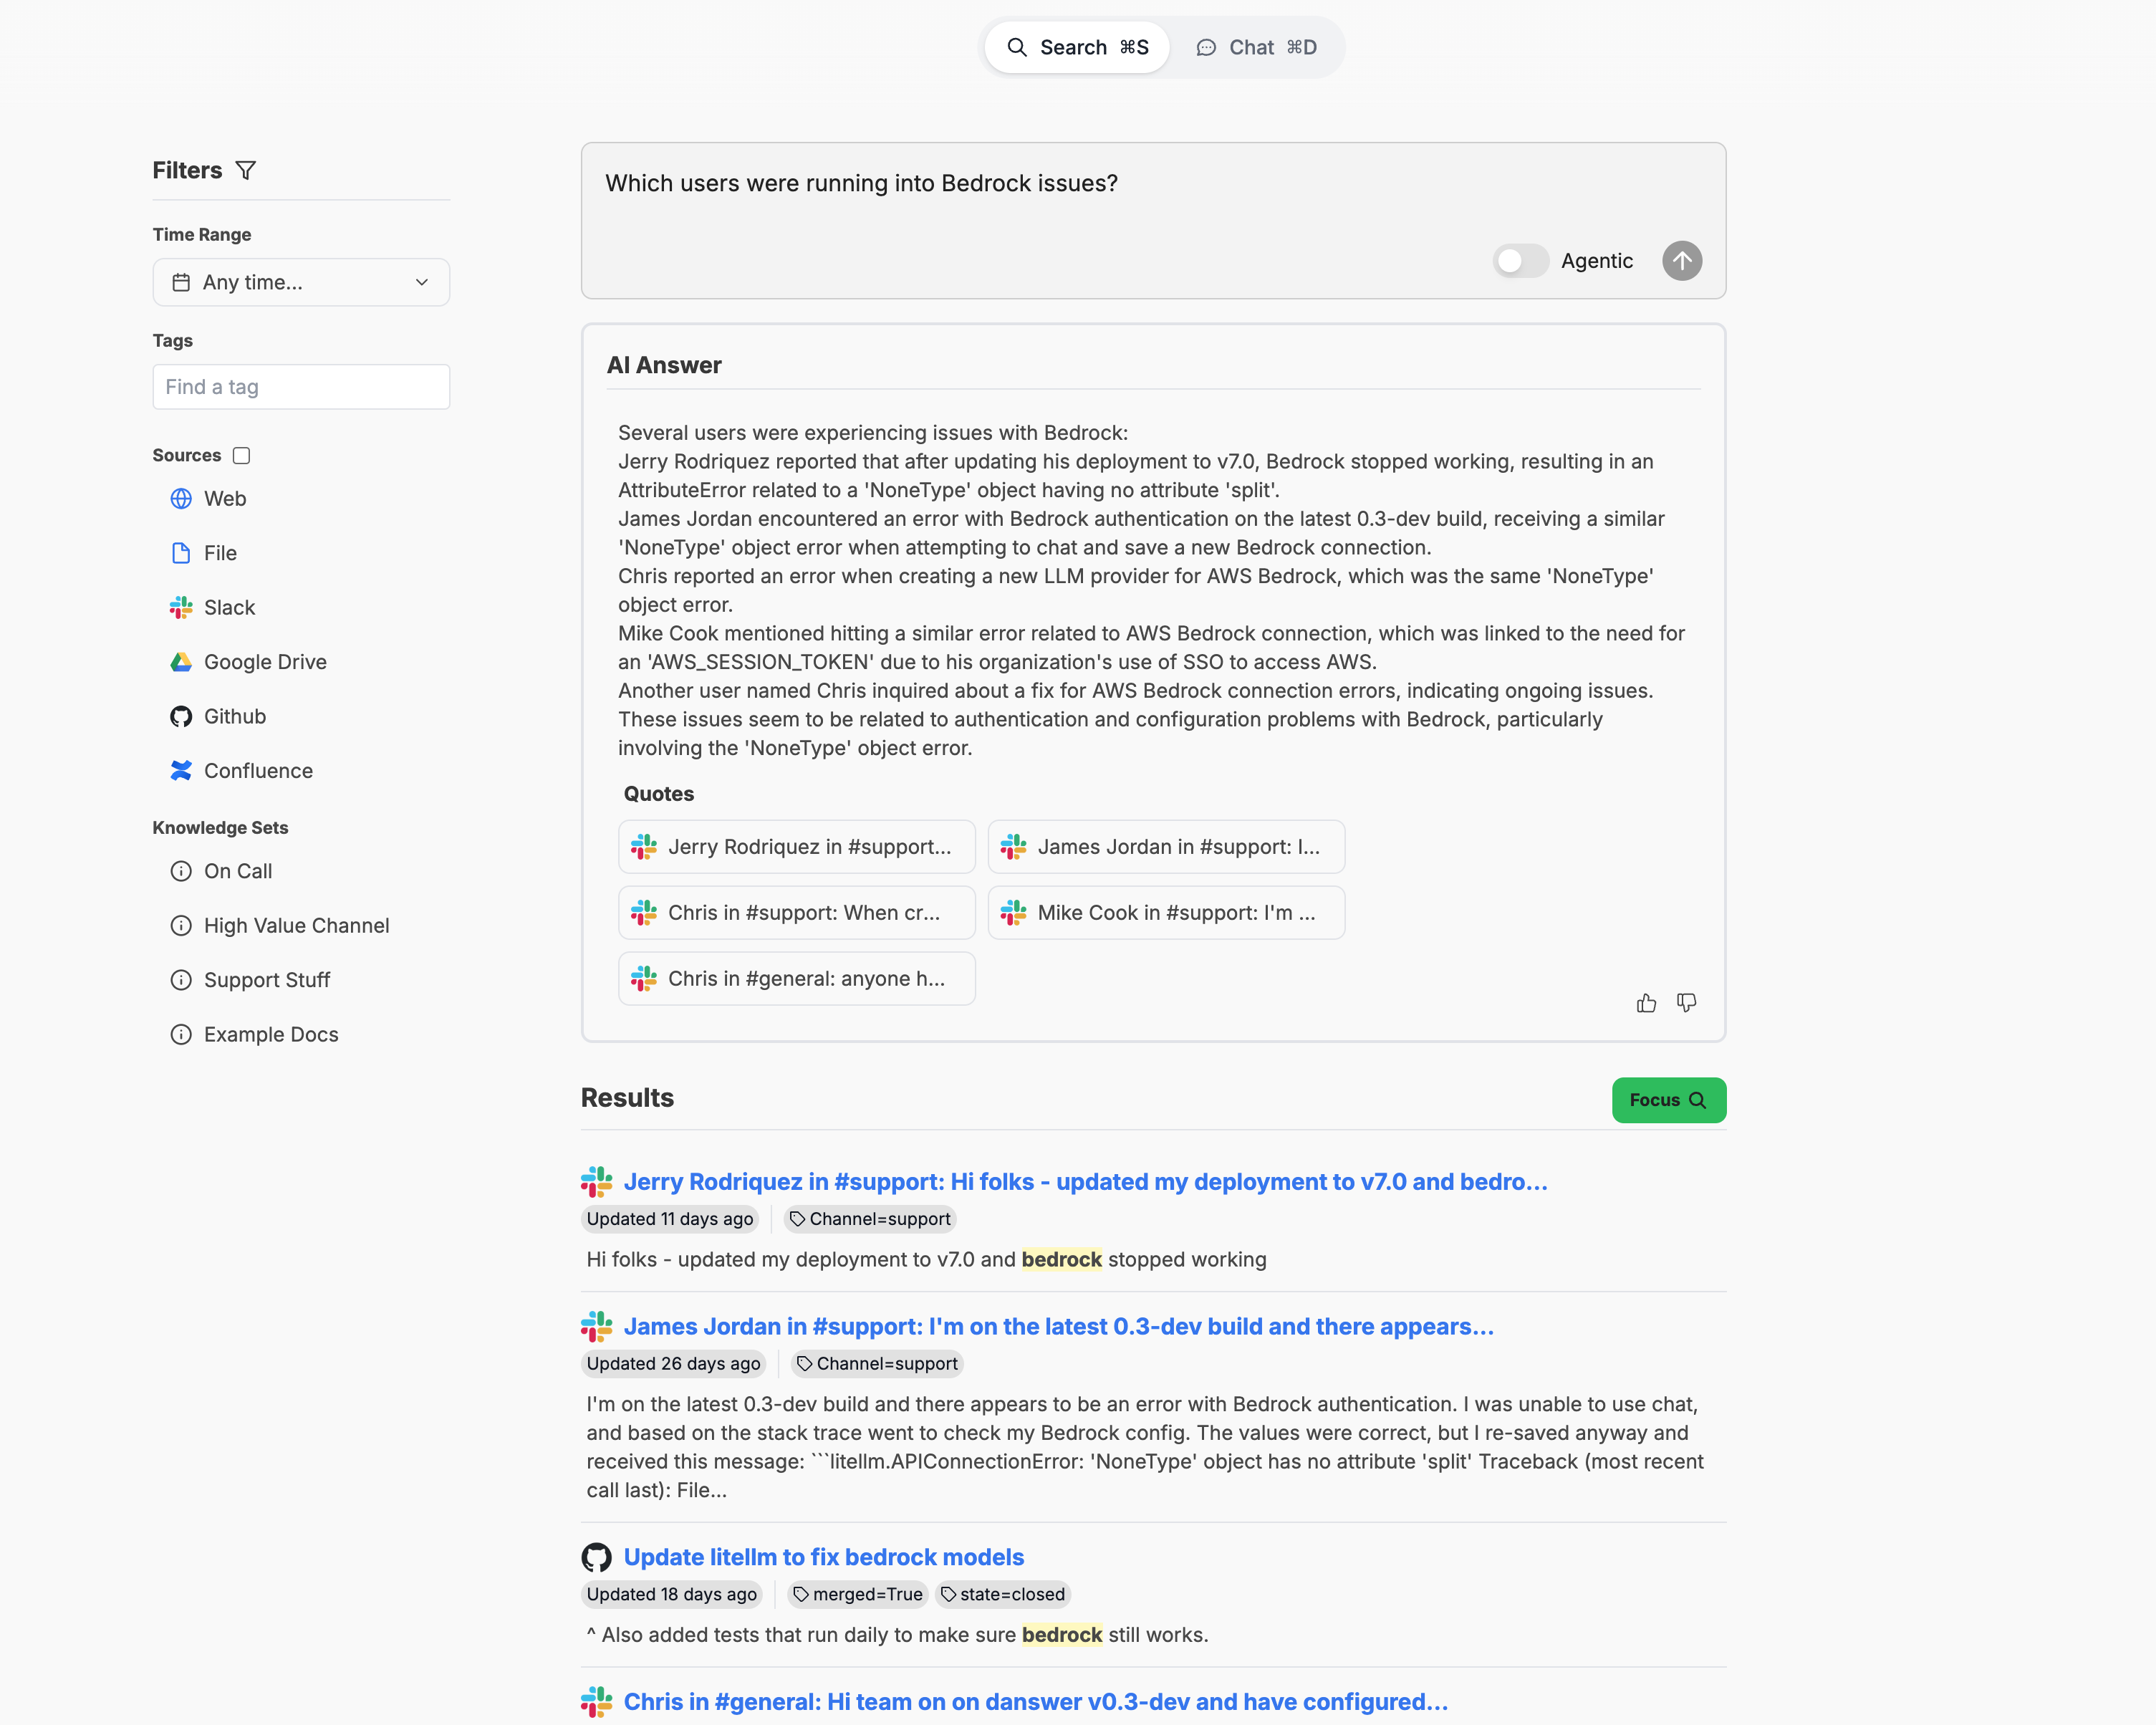 Search ⌘S
Chat ⌘D
Filters
Time Range
Any time...
Tags
Find a tag
Sources
Web
File
Slack
Google Drive
Github
Confluence
Knowledge Sets
On Call
High Value Channel
Support Stuff
Example Docs
Which users were running into Bedrock issues?
Agentic
AI Answer
Several users were experiencing issues with Bedrock:
Jerry Rodriquez reported that after updating his deployment to v7.0, Bedrock stopped working, resulting in an
AttributeError related to a 'NoneType' object having no attribute 'split'.
James Jordan encountered an error with Bedrock authentication on the latest 0.3-dev build, receiving a similar
'NoneType' object error when attempting to chat and save a new Bedrock connection.
Chris reported an error when creating a new LLM provider for AWS Bedrock, which was the same 'NoneType'
object error.
Mike Cook mentioned hitting a similar error related to AWS Bedrock connection, which was linked to the need for
an 'AWS_SESSION_TOKEN' due to his organization's use of SSO to access AWS.
Another user named Chris inquired about a fix for AWS Bedrock connection errors, indicating ongoing issues.
These issues seem to be related to authentication and configuration problems with Bedrock, particularly
involving the 'NoneType' object error.
Quotes
Jerry Rodriquez in #support...
James Jordan in #support: I...
Chris in #support: When cr...
Mike Cook in #support: I'm ...
Chris in #general: anyone h...
Results
Focus
Jerry Rodriquez in #support: Hi folks - updated my deployment to v7.0 and bedro...
Updated 11 days ago
Channel=support
Hi folks - updated my deployment to v7.0 and bedrock stopped working
James Jordan in #support: I'm on the latest 0.3-dev build and there appears...
Updated 26 days ago
Channel=support
I'm on the latest 0.3-dev build and there appears to be an error with Bedrock authentication. I was unable to use chat,
and based on the stack trace went to check my Bedrock config. The values were correct, but I re-saved anyway and
received this message: ```litellm.APIConnectionError: 'NoneType' object has no attribute 'split' Traceback (most recent
call last): File...
Update litellm to fix bedrock models
Updated 18 days ago
merged=True
state=closed
^ Also added tests that run daily to make sure bedrock still works.
Chris in #general: Hi team on on danswer v0.3-dev and have configured...